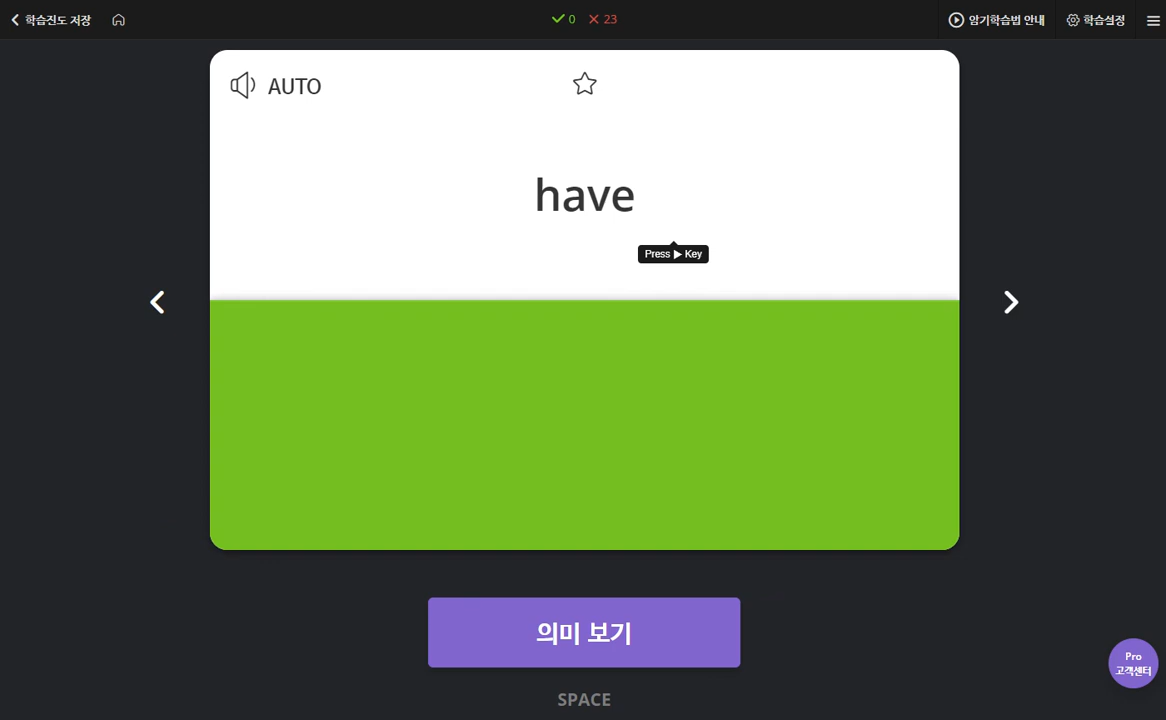 학습진도 저장
0
23
암기학습법 안내
학습설정
AUTO
have
Press ▶ Key
의미 보기
SPACE
Pro
고객센터